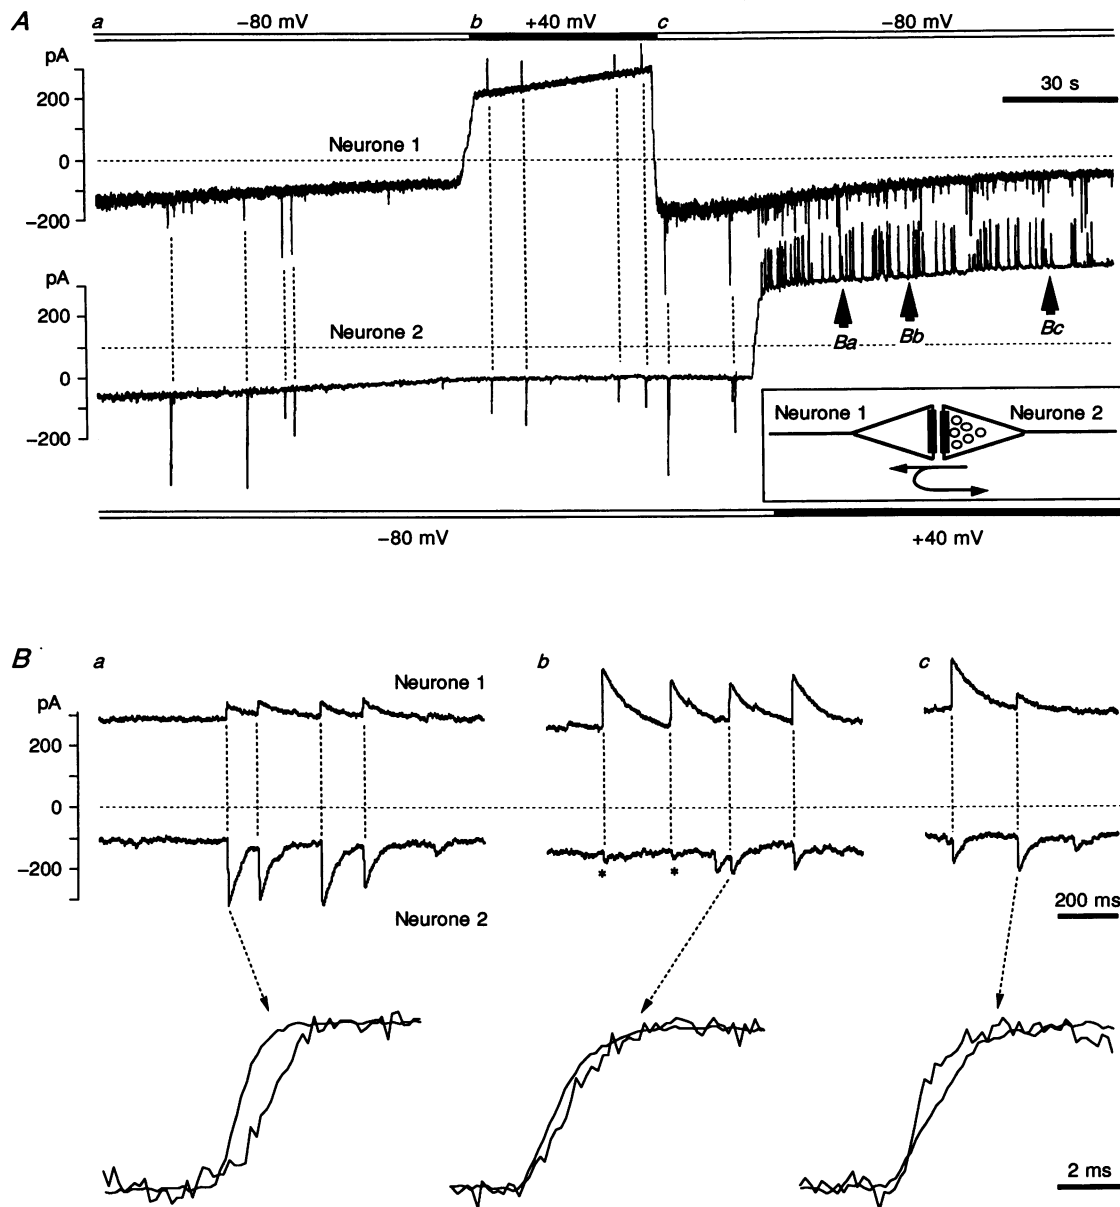 A
a −80 mV b +40 mV c −80 mV
pA
200
0
−200
Neurone 1
30 s
pA
200
0
−200
Neurone 2
Ba Bb Bc
Neurone 1 Neurone 2
−80 mV +40 mV
B
a b c
pA
Neurone 1
200
0
−200
* *
Neurone 2
200 ms
2 ms